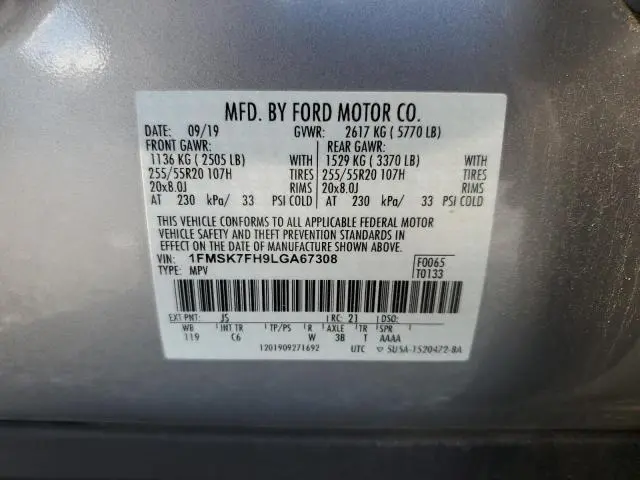 MFD. BY FORD MOTOR CO.
DATE: 09/19 GVWR: 2617 KG ( 5770 LB)
FRONT GAWR: REAR GAWR:
1136 KG ( 2505 LB) WITH 1529 KG ( 3370 LB) WITH
255/55R20 107H TIRES 255/55R20 107H TIRES
20x8.0J RIMS 20x8.0J RIMS
AT 230 kPa/ 33 PSI COLD AT 230 kPa/ 33 PSI COLD
THIS VEHICLE CONFORMS TO ALL APPLICABLE FEDERAL MOTOR
VEHICLE SAFETY AND THEFT PREVENTION STANDARDS IN
EFFECT ON THE DATE OF MANUFACTURE SHOWN ABOVE.
VIN: 1FMSK7FH9LGA67308 F0065
TYPE: MPV T0133
EXT PNT: J5 RC: 21 DSO:
WB INT TR TP/PS R AXLE TR SPR
119 C6 W 3B T AAAA
1201909271692 UTC ▽ 5U5A-1520472-BA